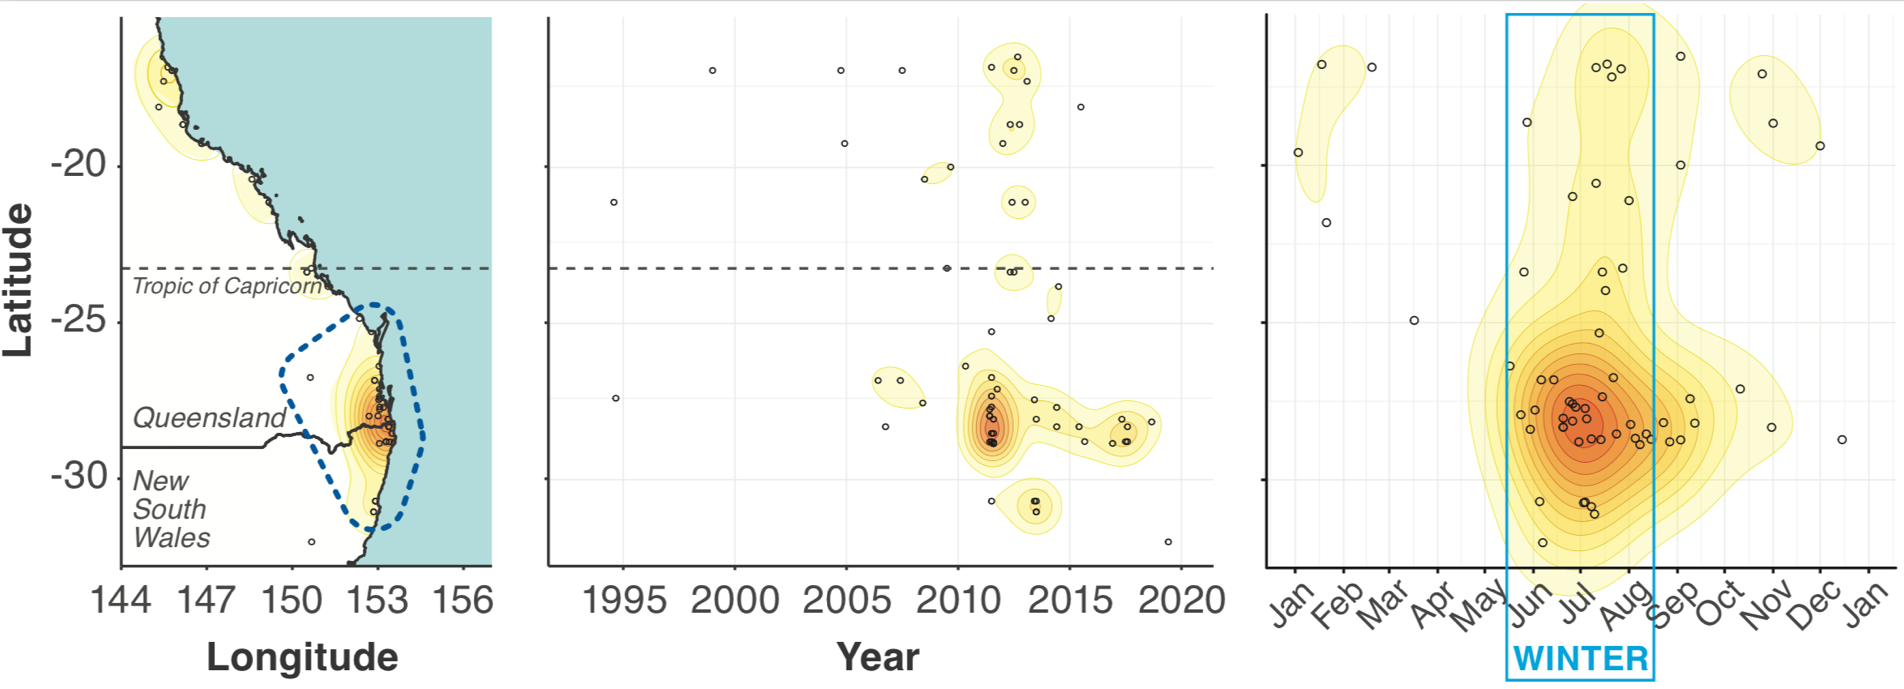 Latitude
-20
-25
-30
Tropic of Capricorn
Queensland
New
South
Wales
144 147 150 153 156
Longitude
1995 2000 2005 2010 2015 2020
Year
Jan Feb Mar Apr May Jun Jul Aug Sep Oct Nov Dec Jan
WINTER